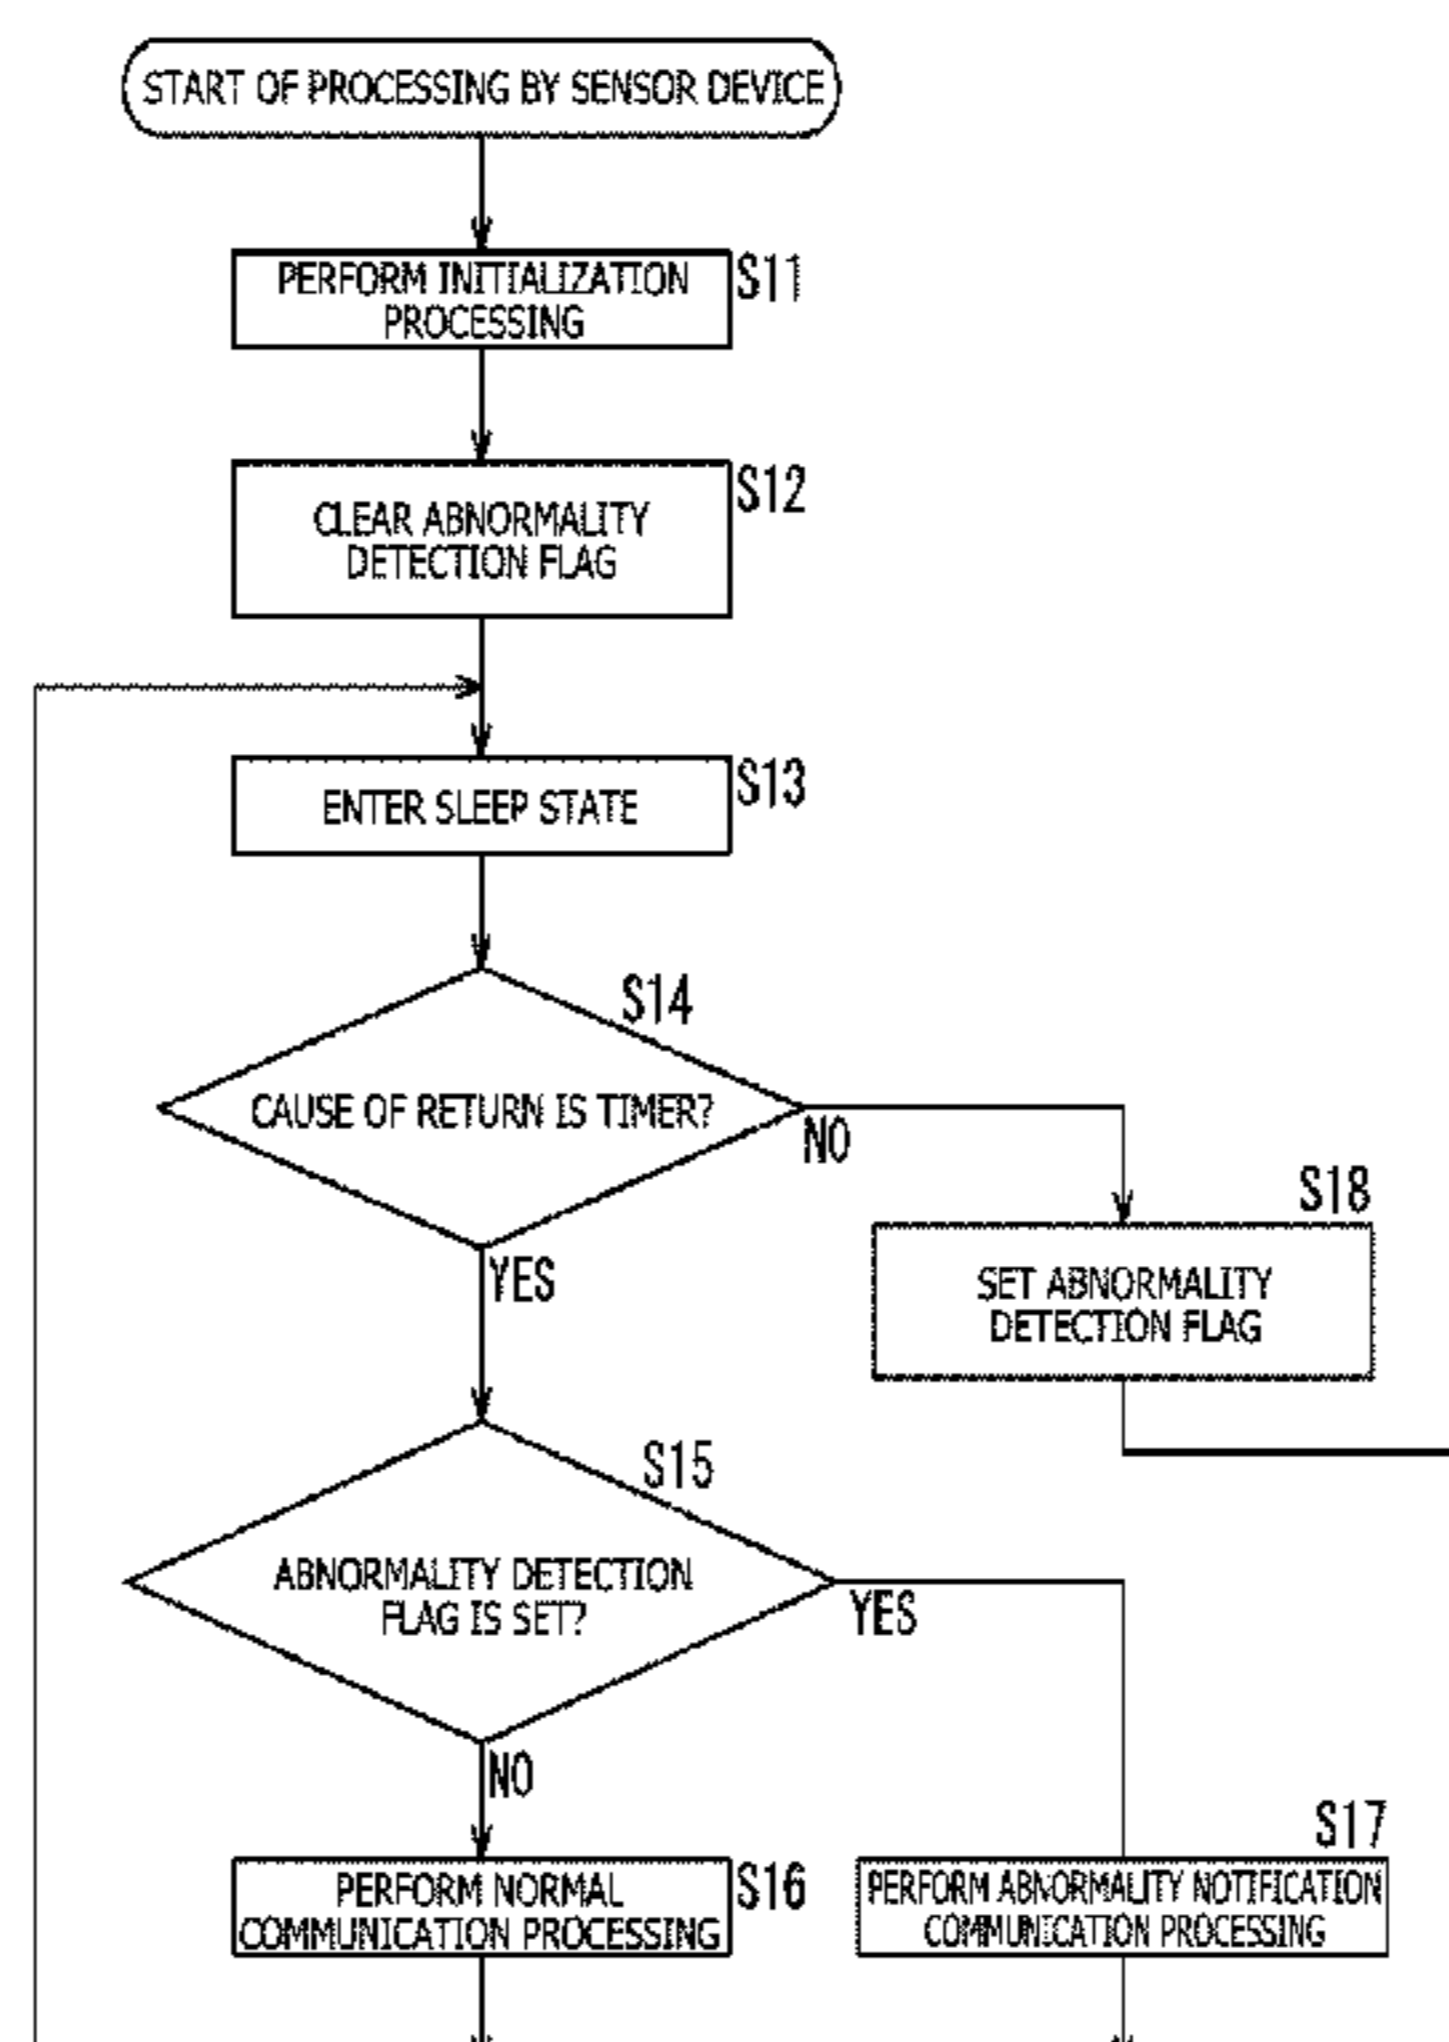 START OF PROCESSING BY SENSOR DEVICE
PERFORM INITIALIZATION
PROCESSING
S11
CLEAR ABNORMALITY
DETECTION FLAG
S12
ENTER SLEEP STATE
S13
S14
CAUSE OF RETURN IS TIMER?
NO
YES
S18
SET ABNORMALITY
DETECTION FLAG
S15
ABNORMALITY DETECTION
FLAG IS SET?
YES
NO
PERFORM NORMAL
COMMUNICATION PROCESSING
S16
S17
PERFORM ABNORMALITY NOTIFICATION
COMMUNICATION PROCESSING